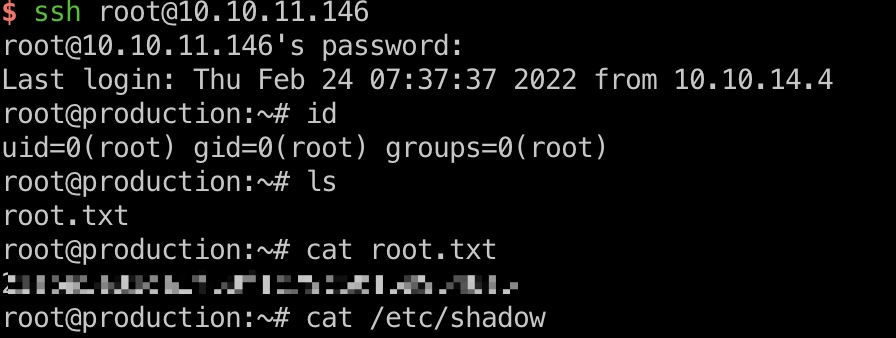 $ ssh root@10.10.11.146
root@10.10.11.146's password:
Last login: Thu Feb 24 07:37:37 2022 from 10.10.14.4
root@production:~# id
uid=0(root) gid=0(root) groups=0(root)
root@production:~# ls
root.txt
root@production:~# cat root.txt
root@production:~# cat /etc/shadow